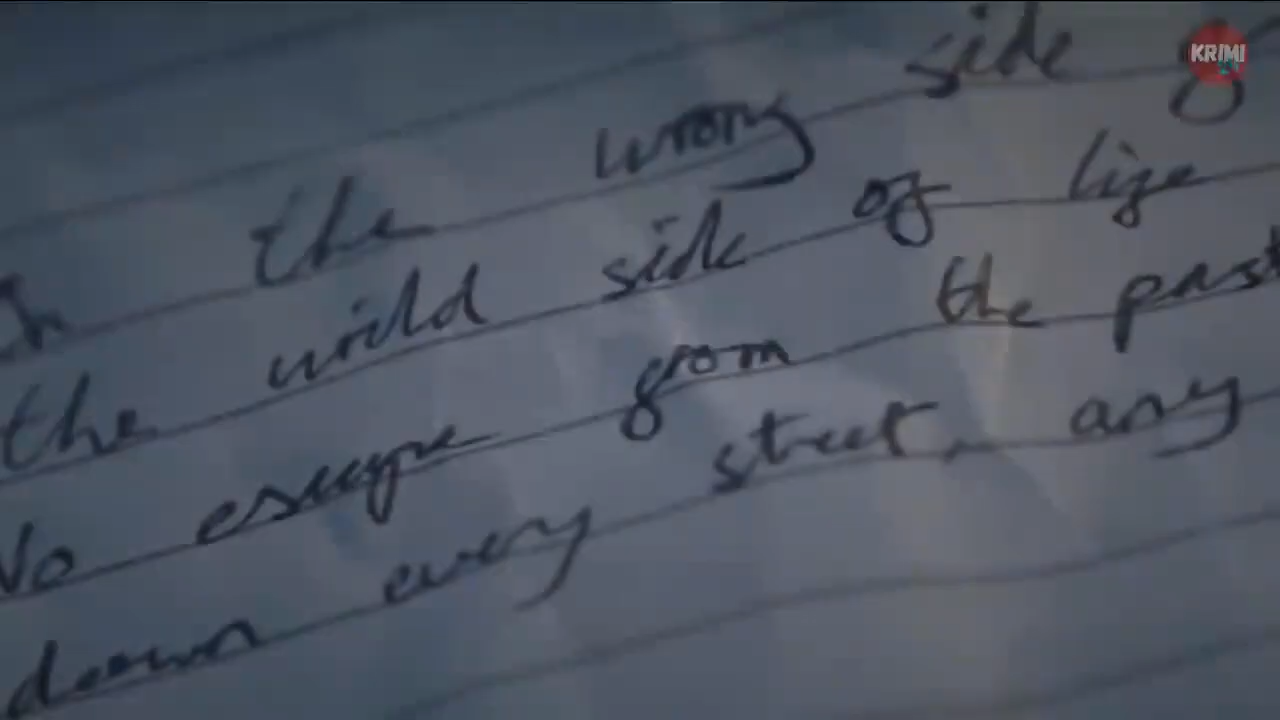 the wrong side
the wild side of life
No escape from the past
down every street, any
KRIMI